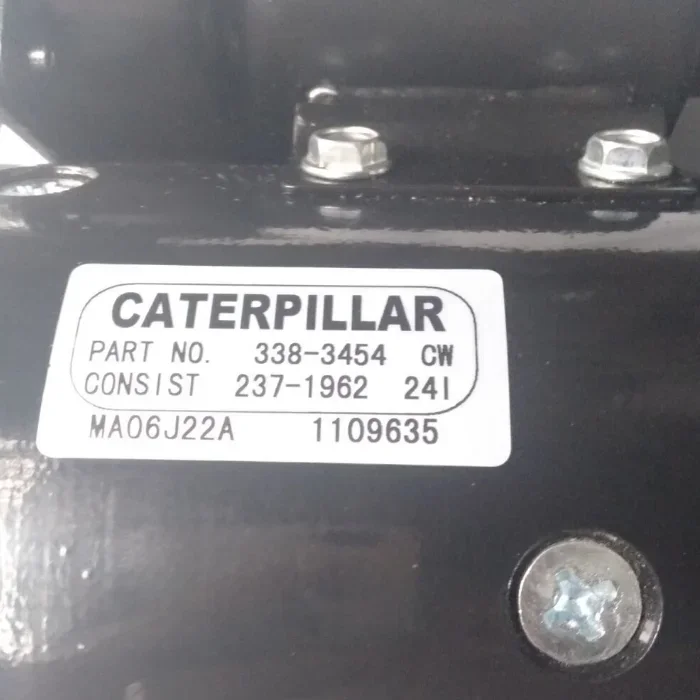 CATERPILLAR
PART NO. 338-3454 CW
CONSIST 237-1962 24I
MA06J22A 1109635